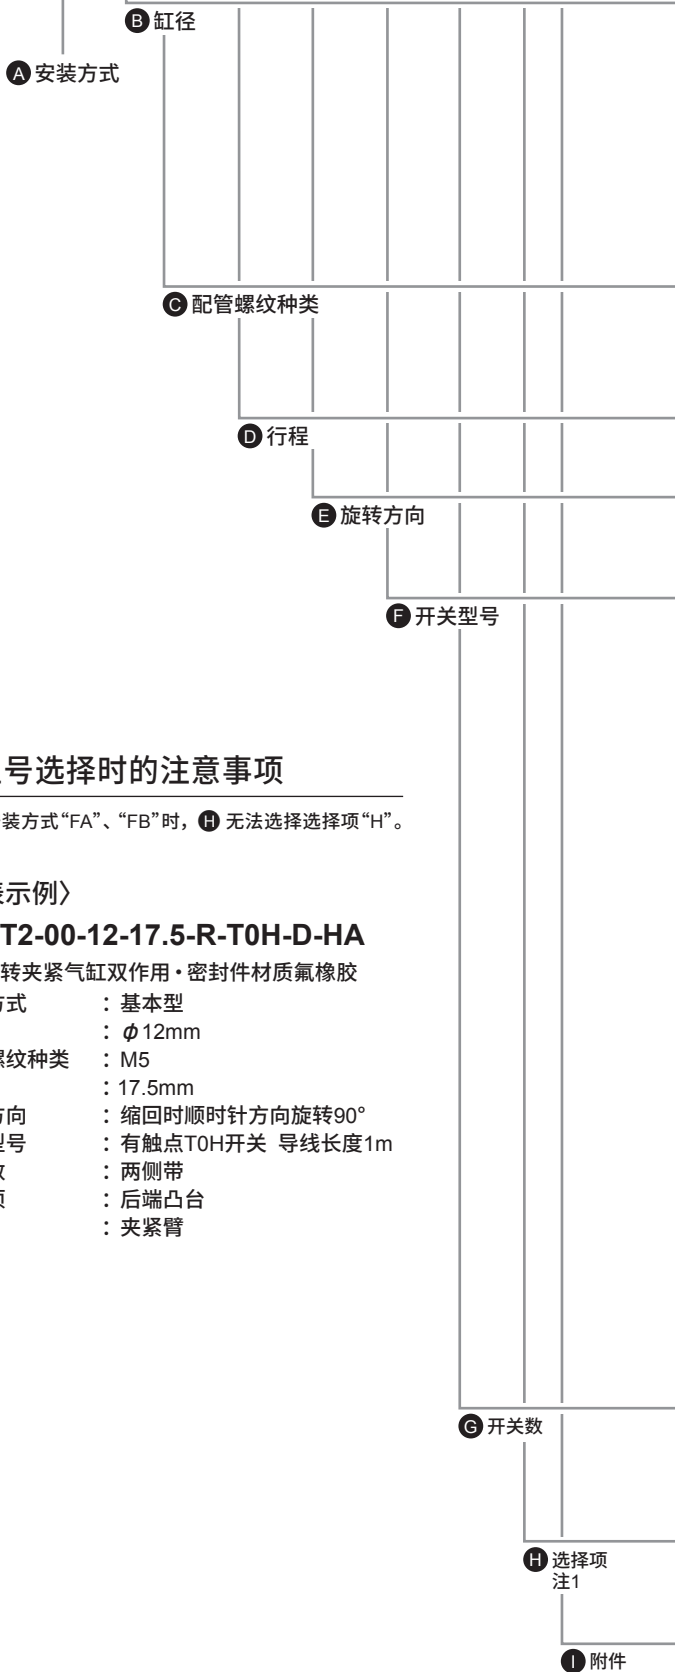 B 缸径
A 安装方式
C 配管螺纹种类
D 行程
E 旋转方向
F 开关型号
号选择时的注意事项
装方式“FA”、“FB”时，H 无法选择选择项“H”。
示例〉
T2-00-12-17.5-R-T0H-D-HA
转夹紧气缸双作用・密封件材质氟橡胶
方式 ：基本型
：φ12mm
螺纹种类 ：M5
：17.5mm
方向 ：缩回时顺时针方向旋转90°
型号 ：有触点T0H开关 导线长度1m
数 ：两侧带
项 ：后端凸台
：夹紧臂
G 开关数
H 选择项
注1
I 附件